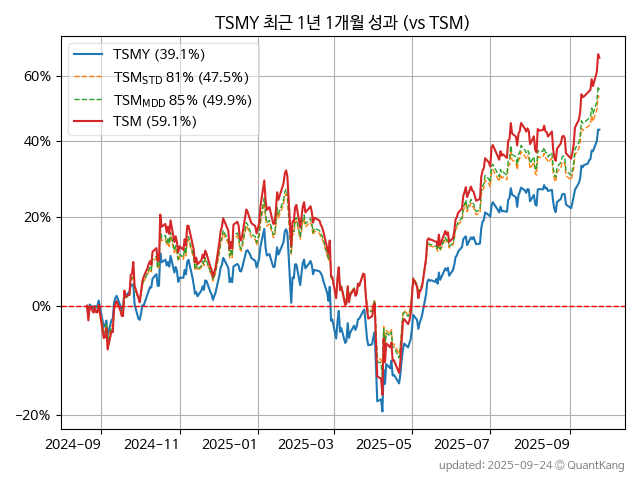 TSMY 최근 1년 1개월 성과 (vs TSM)
TSMY (39.1%)
TSM_STD 81% (47.5%)
TSM_MDD 85% (49.9%)
TSM (59.1%)
60%
40%
20%
0%
−20%
2024-09 2024-11 2025-01 2025-03 2025-05 2025-07 2025-09
updated: 2025-09-24 © QuantKang